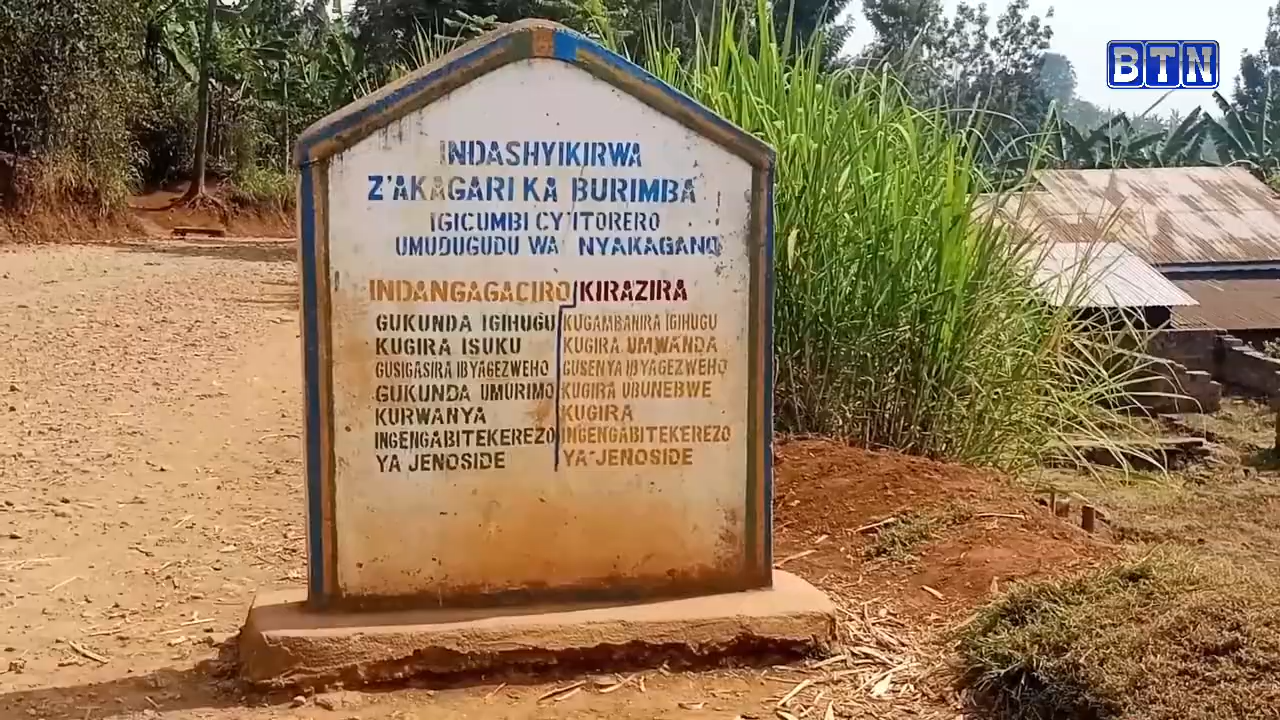 BTN
INDASHYIKIRWA
Z'AKAGARI KA BURIMBA
IGICUMBI CY'ITORERO
UMUDUGUDU WA NYAKAGANO
INDANGAGACIRO KIRAZIRA
GUKUNDA IGIHUGU KUGAMBANIRA IGIHUGU
KUGIRA ISUKU KUGIRA UMWANDA
GUSIGASIRA IBYAGEZWEHO GUSENYA IBYAGEZWEHO
GUKUNDA UMURIMO KUGIRA UBUNEBWE
KURWANYA KUGIRA
INGENGABITEKEREZO INGENGABITEKEREZO
YA JENOSIDE YA JENOSIDE